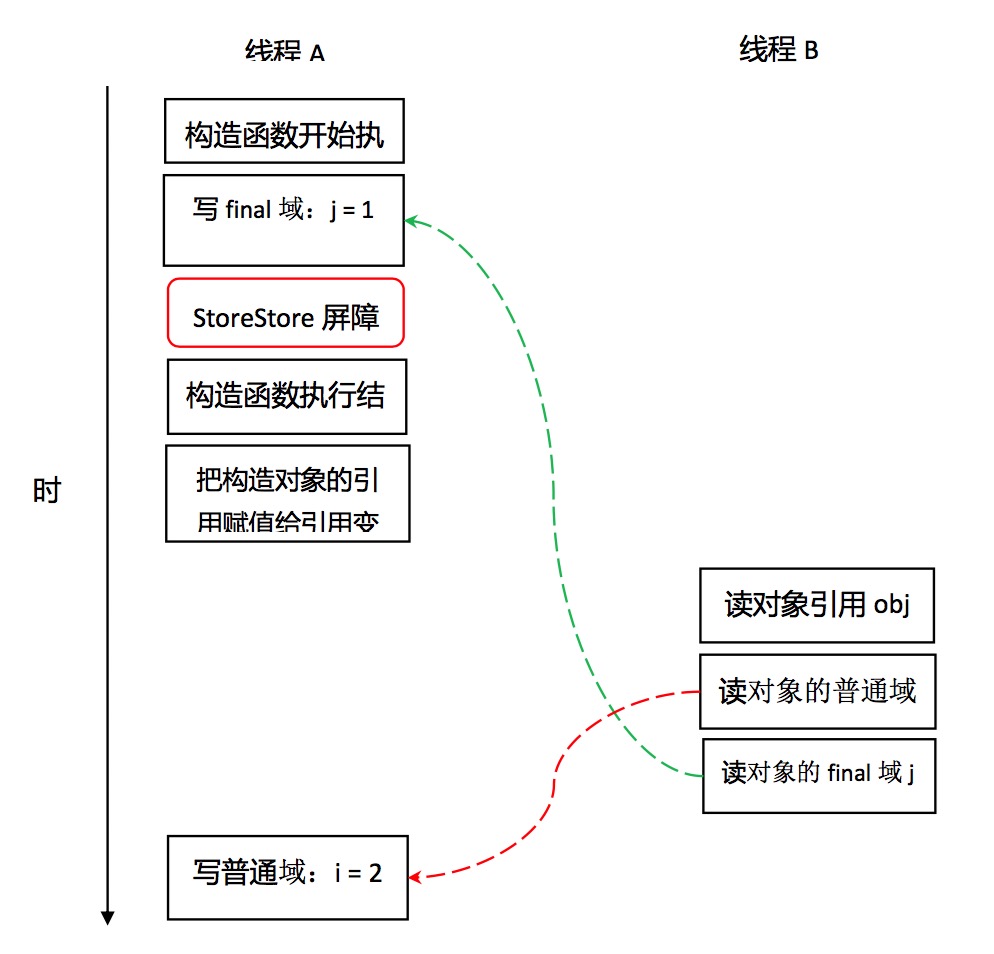 线程 A
线程 B
构造函数开始执
写 final 域：j = 1
StoreStore 屏障
构造函数执行结
把构造对象的引
用赋值给引用变
时
读对象引用 obj
读对象的普通域
读对象的 final 域 j
写普通域：i = 2